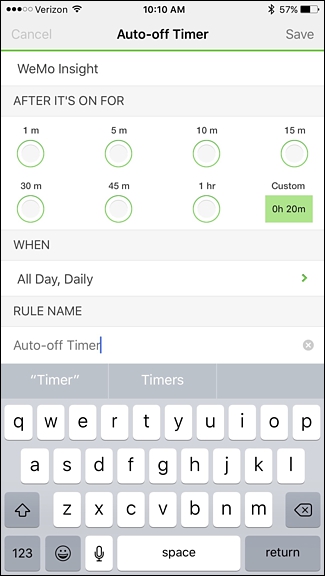 Verizon 10:10 AM 57%
Cancel Auto-off Timer Save
WeMo Insight
AFTER IT'S ON FOR
1 m 5 m 10 m 15 m
30 m 45 m 1 hr Custom
0h 20m
WHEN
All Day, Daily
RULE NAME
Auto-off Timer
“Timer” Timers
q w e r t y u i o p
a s d f g h j k l
z x c v b n m
123 space return